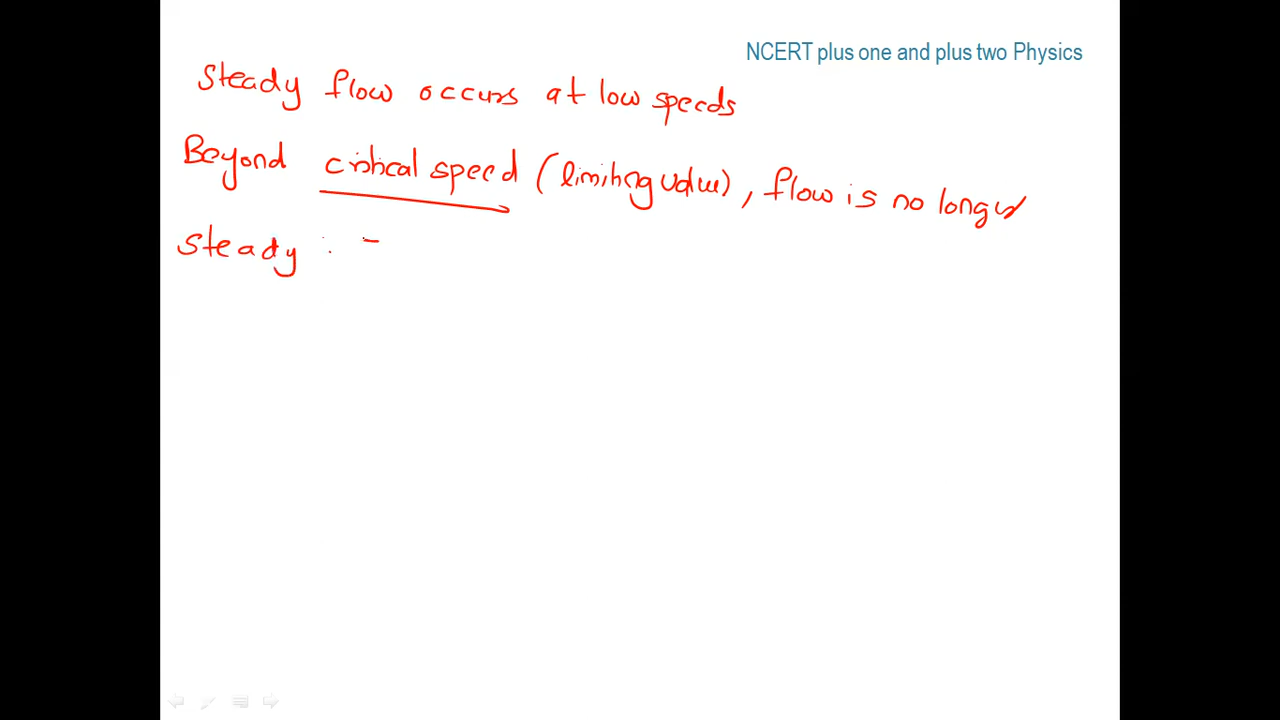 NCERT plus one and plus two Physics
Steady flow occurs at low speeds
Beyond critical speed (limiting value), flow is no longer
Steady :